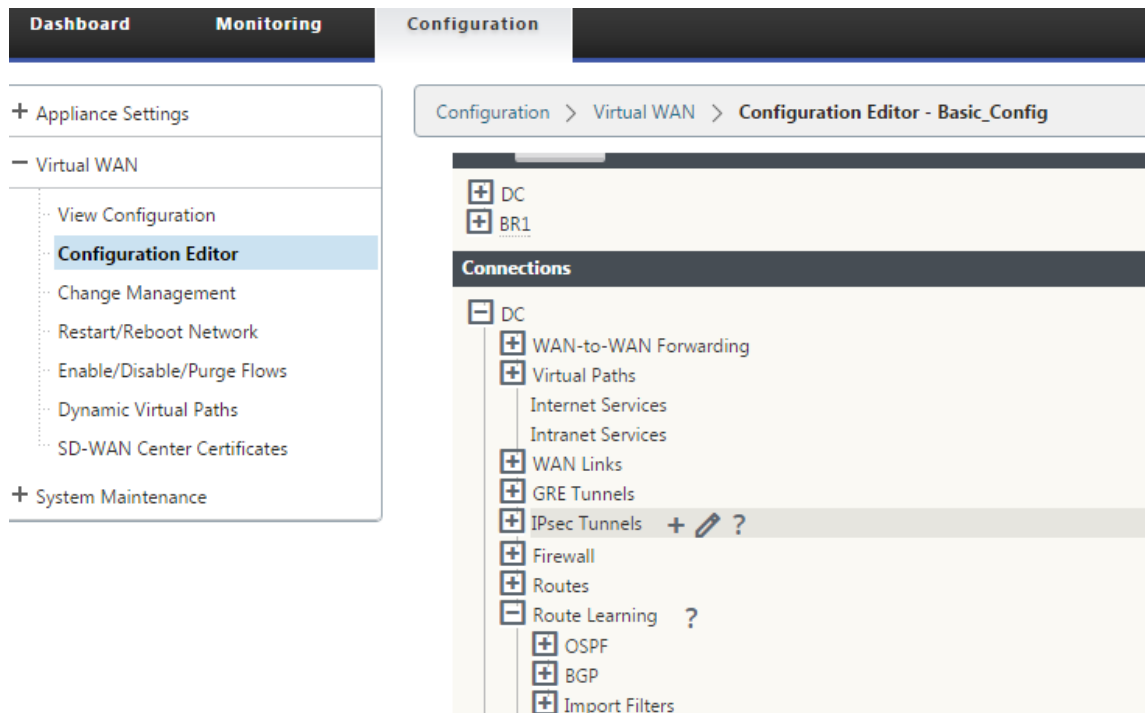 Dashboard Monitoring Configuration
+ Appliance Settings
− Virtual WAN
View Configuration
Configuration Editor
Change Management
Restart/Reboot Network
Enable/Disable/Purge Flows
Dynamic Virtual Paths
SD-WAN Center Certificates
+ System Maintenance
Configuration > Virtual WAN > Configuration Editor - Basic_Config
+ DC
+ BR1
Connections
− DC
+ WAN-to-WAN Forwarding
+ Virtual Paths
Internet Services
Intranet Services
+ WAN Links
+ GRE Tunnels
+ IPsec Tunnels + ?
+ Firewall
+ Routes
− Route Learning ?
+ OSPF
+ BGP
+ Import Filters